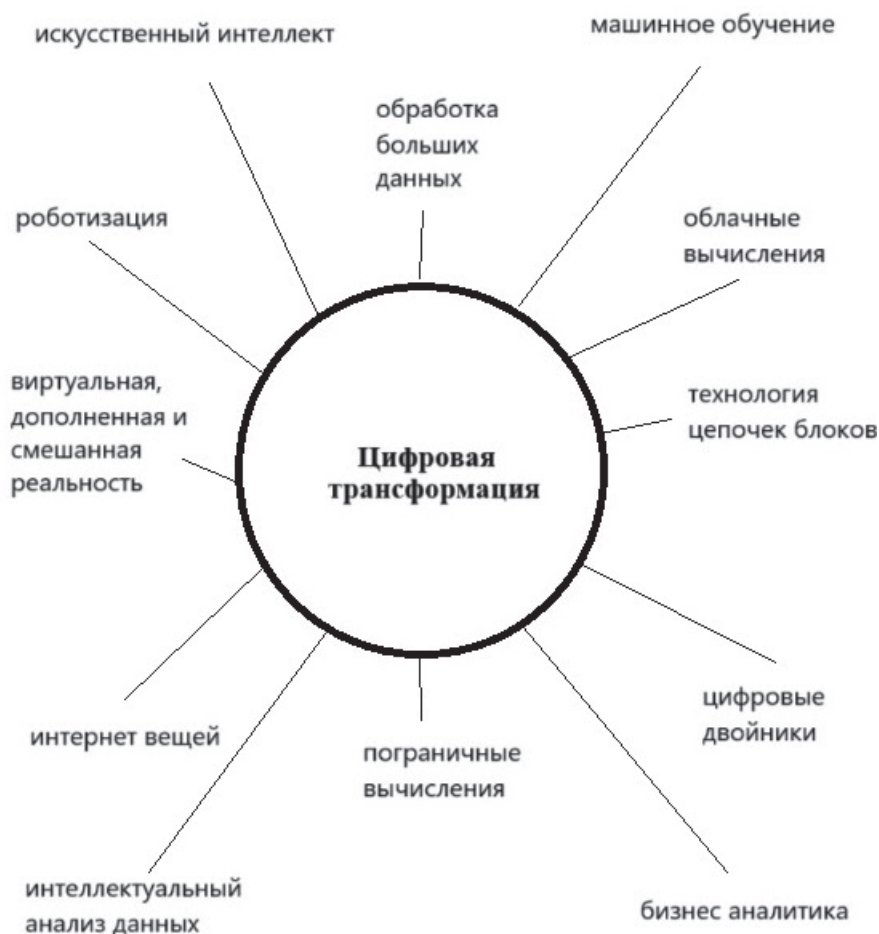 искусственный интеллект
машинное обучение
обработка
больших
данных
роботизация
облачные
вычисления
виртуальная,
дополненная и
смешанная
реальность
технология
цепочек блоков
Цифровая
трансформация
интернет вещей
пограничные
вычисления
цифровые
двойники
интеллектуальный
анализ данных
бизнес аналитика